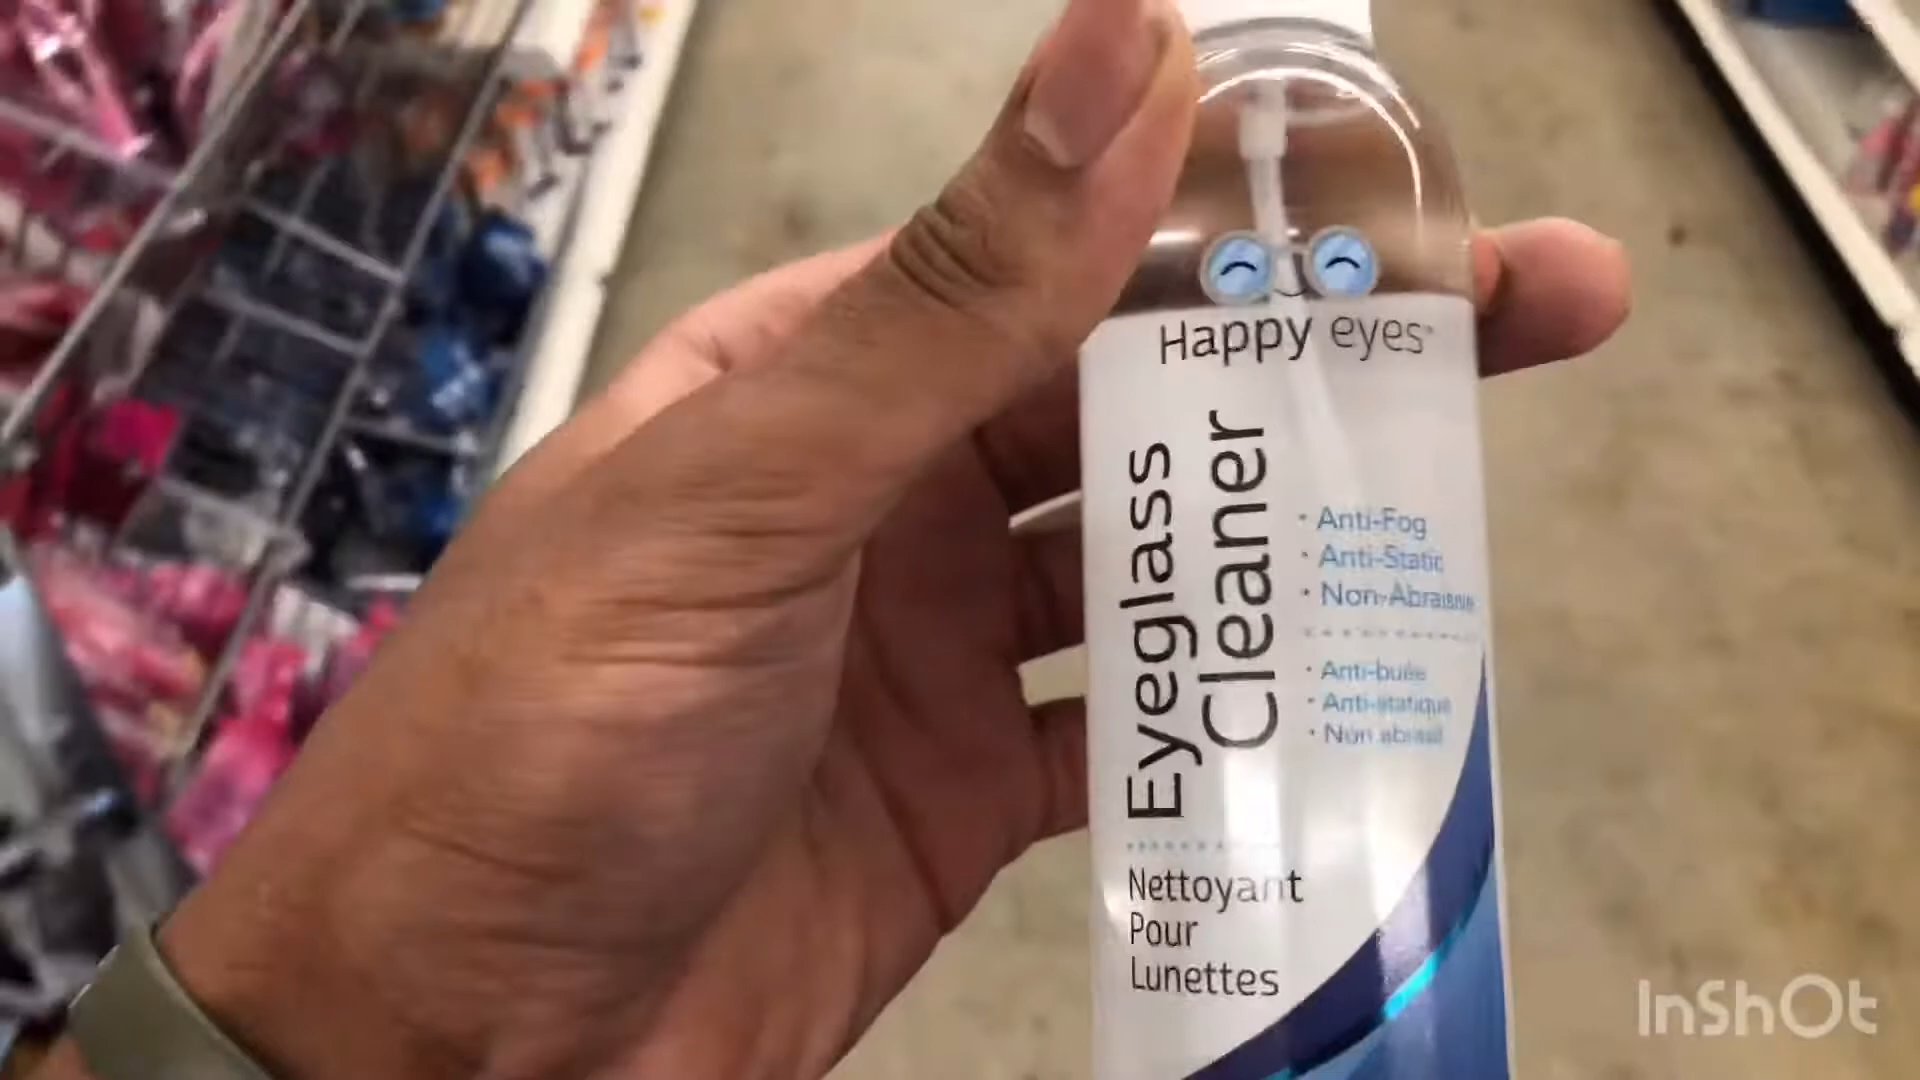 Happy eyes
Eyeglass
Cleaner
• Anti-Fog
• Anti-Static
• Non-Abrasive
• Anti-buée
• Anti-statique
• Non abrasif
Nettoyant
Pour
Lunettes
InShOt